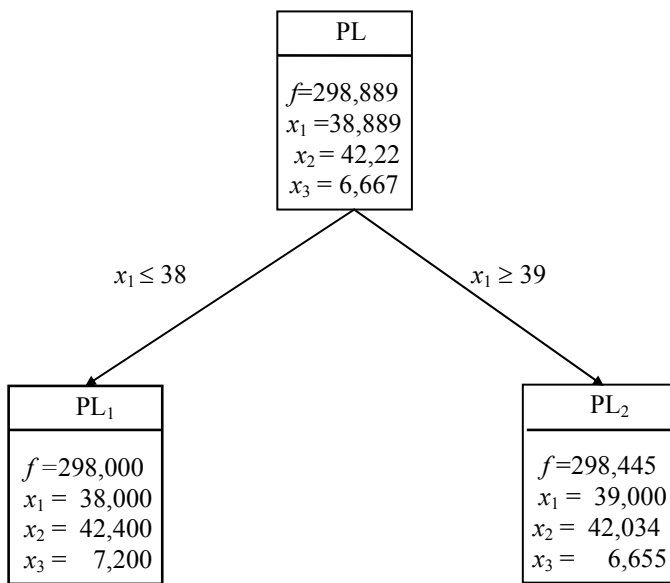 PL
f=298,889
x₁ =38,889
x₂ = 42,22
x₃ = 6,667
x₁ ≤ 38
x₁ ≥ 39
PL₁
f =298,000
x₁ = 38,000
x₂ = 42,400
x₃ = 7,200
PL₂
f =298,445
x₁ = 39,000
x₂ = 42,034
x₃ = 6,655